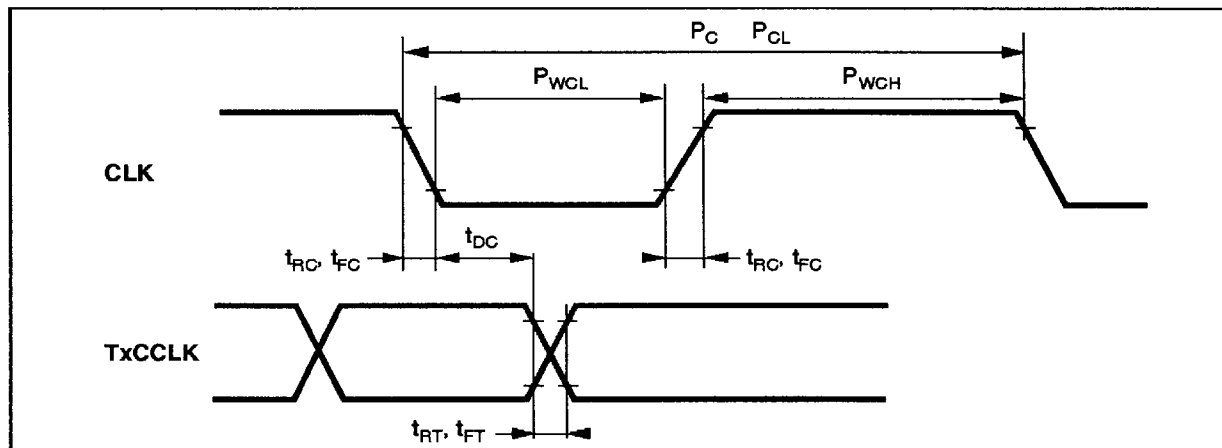 P_C P_CL
P_WCL
P_WCH
CLK
t_DC
t_RC, t_FC
t_RC, t_FC
TxCCLK
t_RT, t_FT